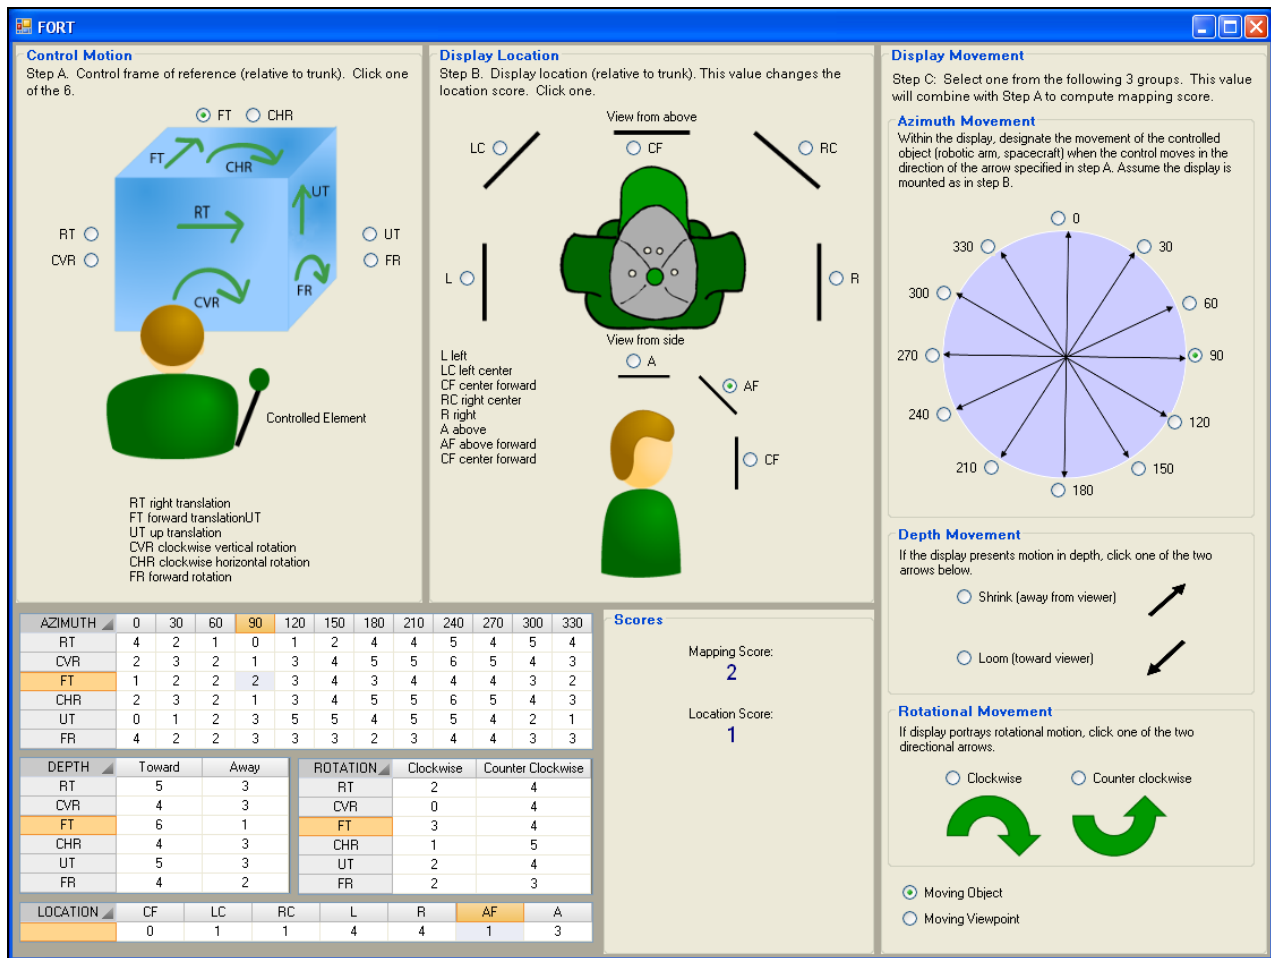 FORT
Control Motion
Step A. Control frame of reference (relative to trunk). Click one
of the 6.
FT CHR
FT
CHR
UT
RT
RT
UT
CVR
FR
CVR
FR
Controlled Element
RT right translation
FT forward translationUT
UT up translation
CVR clockwise vertical rotation
CHR clockwise horizontal rotation
FR forward rotation
Display Location
Step B. Display location (relative to trunk). This value changes the
location score. Click one.
View from above
LC
CF
RC
L
R
View from side
A
AF
CF
L left
LC left center
CF center forward
RC right center
R right
A above
AF above forward
CF center forward
Display Movement
Step C: Select one from the following 3 groups. This value
will combine with Step A to compute mapping score.
Azimuth Movement
Within the display, designate the movement of the controlled
object (robotic arm, spacecraft) when the control moves in the
direction of the arrow specified in step A. Assume the display is
mounted as in step B.
0
330
30
300
60
270
90
240
120
210
150
180
Depth Movement
If the display presents motion in depth, click one of the two
arrows below.
Shrink (away from viewer)
Loom (toward viewer)
Rotational Movement
If display portrays rotational motion, click one of the two
directional arrows.
Clockwise Counter clockwise
Moving Object
Moving Viewpoint
AZIMUTH 0 30 60 90 120 150 180 210 240 270 300 330
RT 4 2 1 0 1 2 4 4 5 4 5 4
CVR 2 3 2 1 3 4 5 5 6 5 4 3
FT 1 2 2 2 3 4 3 4 4 4 3 2
CHR 2 3 2 1 3 4 5 5 6 5 4 3
UT 0 1 2 3 5 5 4 5 5 4 2 1
FR 4 2 2 3 3 2 3 4 4 3 3 3
DEPTH Toward Away
RT 5 3
CVR 4 3
FT 6 1
CHR 4 3
UT 5 3
FR 4 2
ROTATION Clockwise Counter Clockwise
RT 2 4
CVR 0 4
FT 3 4
CHR 1 5
UT 2 4
FR 2 3
LOCATION CF LC RC L R AF A
0 1 1 4 4 1 3
Scores
Mapping Score:
2
Location Score:
1